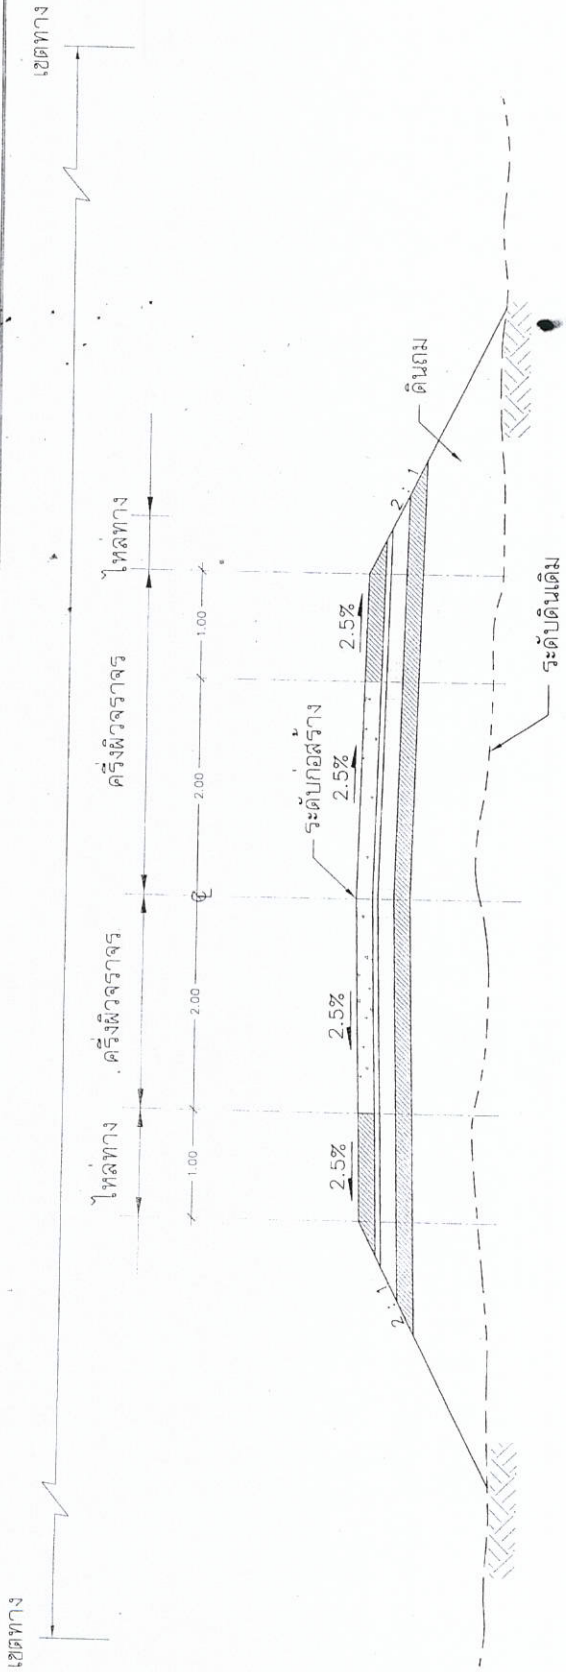 เขตทาง
เขตทาง
ไหล่ทาง
ครึ่งผิวจราจร
ครึ่งผิวจราจร
ไหล่ทาง
1.00
2.00
℄
2.00
1.00
ระดับก่อสร้าง
2.5%
2.5%
2.5%
2.5%
2:1
2:1
ดินถม
ระดับดินเดิม